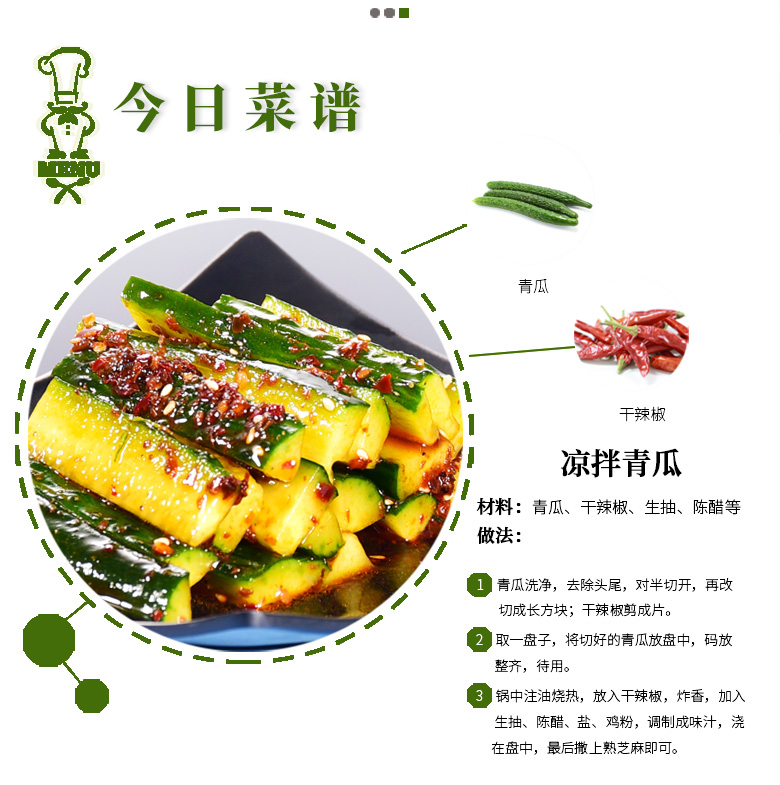 今日菜谱
MENU
青瓜
干辣椒
凉拌青瓜
材料：青瓜、干辣椒、生抽、陈醋等
做法：
1 青瓜洗净，去除头尾，对半切开，再改
切成长方块；干辣椒剪成片。
2 取一盘子，将切好的青瓜放盘中，码放
整齐，待用。
3 锅中注油烧热，放入干辣椒，炸香，加入
生抽、陈醋、盐、鸡粉，调制成味汁，浇
在盘中，最后撒上熟芝麻即可。